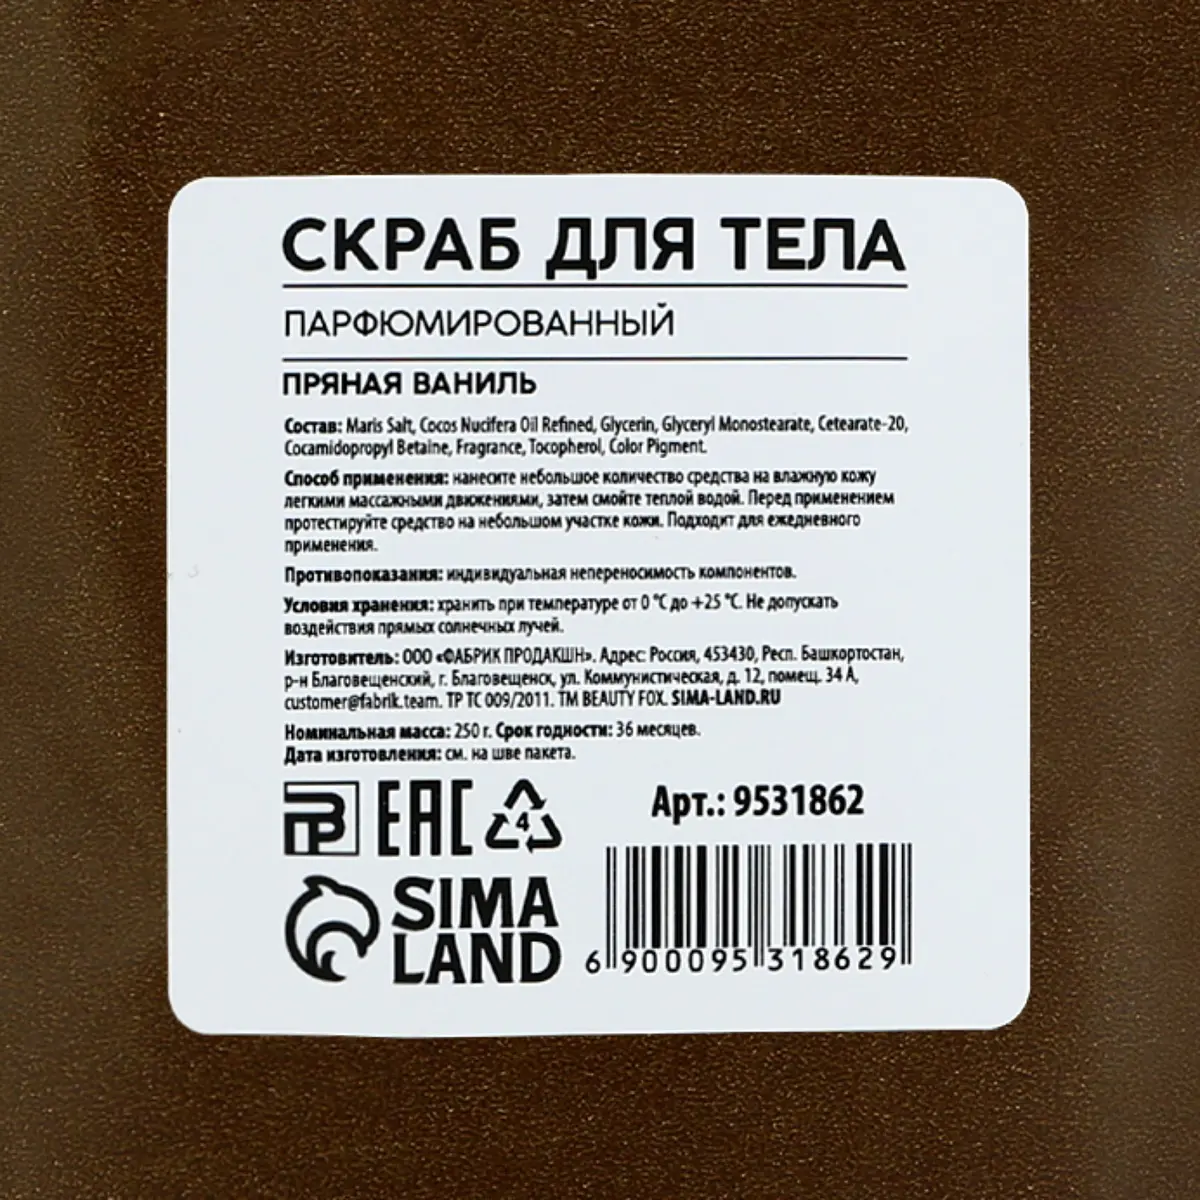 СКРАБ ДЛЯ ТЕЛА
ПАРФЮМИРОВАННЫЙ
ПРЯНАЯ ВАНИЛЬ
Состав: Maris Salt, Cocos Nucifera Oil Refined, Glycerin, Glyceryl Monostearate, Cetearate-20,
Cocamidopropyl Betaine, Fragrance, Tocopherol, Color Pigment.
Способ применения: нанесите небольшое количество средства на влажную кожу
легкими массажными движениями, затем смойте теплой водой. Перед применением
протестируйте средство на небольшом участке кожи. Подходит для ежедневного
применения.
Противопоказания: индивидуальная непереносимость компонентов.
Условия хранения: хранить при температуре от 0 °С до +25 °С. Не допускать
воздействия прямых солнечных лучей.
Изготовитель: ООО «ФАБРИК ПРОДАКШН». Адрес: Россия, 453430, Респ. Башкортостан,
р-н Благовещенский, г. Благовещенск, ул. Коммунистическая, д. 12, помещ. 34 А,
customer@fabrik.team. ТР ТС 009/2011. ТМ BEAUTY FOX. SIMA-LAND.RU
Номинальная масса: 250 г. Срок годности: 36 месяцев.
Дата изготовления: см. на шве пакета.
ЕАС
4
Арт.: 9531862
SIMA
LAND
6 900095 318629